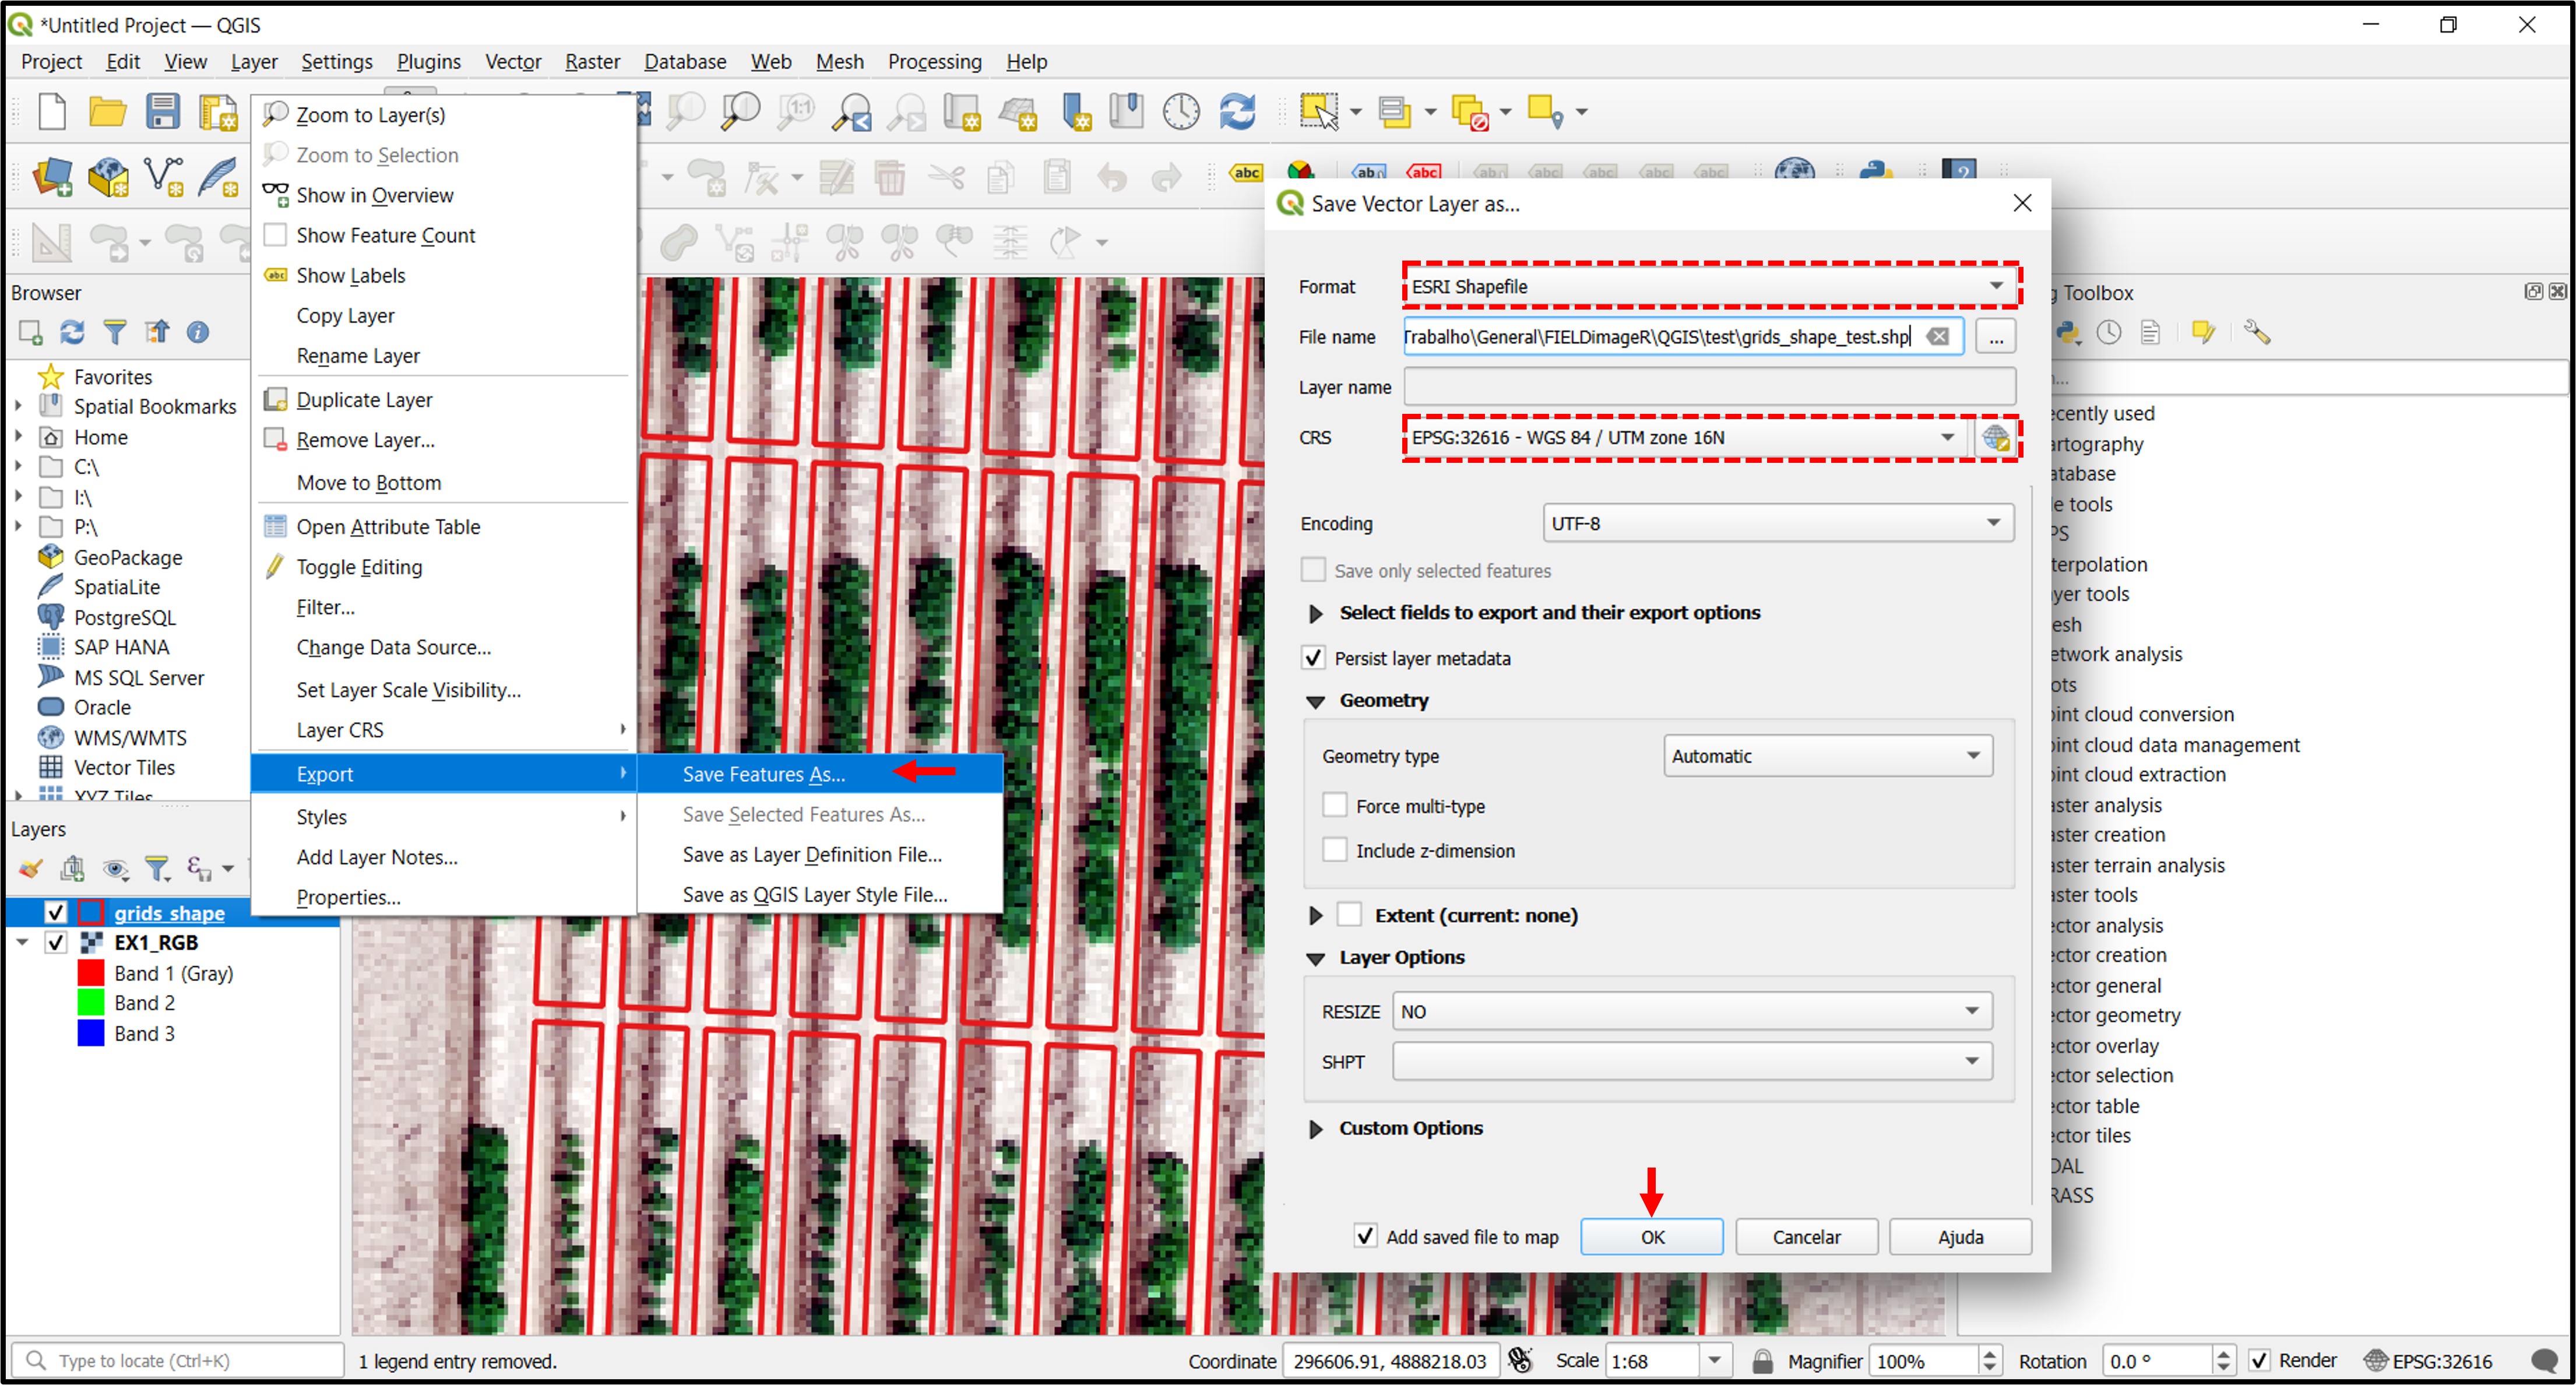 *Untitled Project — QGIS
Project Edit View Layer Settings Plugins Vector Raster Database Web Mesh Processing Help
Zoom to Layer(s)
Zoom to Selection
Show in Overview
Show Feature Count
Show Labels
Copy Layer
Rename Layer
Duplicate Layer
Remove Layer...
Move to Bottom
Open Attribute Table
Toggle Editing
Filter...
Change Data Source...
Set Layer Scale Visibility...
Layer CRS
Export
Styles
Add Layer Notes...
Properties...
Save Features As...
Save Selected Features As...
Save as Layer Definition File...
Save as QGIS Layer Style File...
Browser
Favorites
Spatial Bookmarks
Home
C:\
I:\
P:\
GeoPackage
SpatiaLite
PostgreSQL
SAP HANA
MS SQL Server
Oracle
WMS/WMTS
Vector Tiles
XYZ Tiles
Layers
grids_shape
EX1_RGB
Band 1 (Gray)
Band 2
Band 3
abc
abc
Save Vector Layer as...
Format ESRI Shapefile
File name Trabalho\General\FIELDimageR\QGIS\test\grids_shape_test.shp ...
Layer name
CRS EPSG:32616 - WGS 84 / UTM zone 16N
Encoding UTF-8
Save only selected features
Select fields to export and their export options
Persist layer metadata
Geometry
Geometry type Automatic
Force multi-type
Include z-dimension
Extent (current: none)
Layer Options
RESIZE NO
SHPT
Custom Options
Add saved file to map OK Cancelar Ajuda
g Toolbox
...
ecently used
artography
atabase
le tools
PS
terpolation
yer tools
esh
etwork analysis
ots
oint cloud conversion
oint cloud data management
oint cloud extraction
aster analysis
aster creation
aster terrain analysis
aster tools
ector analysis
ector creation
ector general
ector geometry
ector overlay
ector selection
ector table
ector tiles
DAL
RASS
Type to locate (Ctrl+K) 1 legend entry removed. Coordinate 296606.91, 4888218.03 Scale 1:68 Magnifier 100% Rotation 0.0 ° Render EPSG:32616